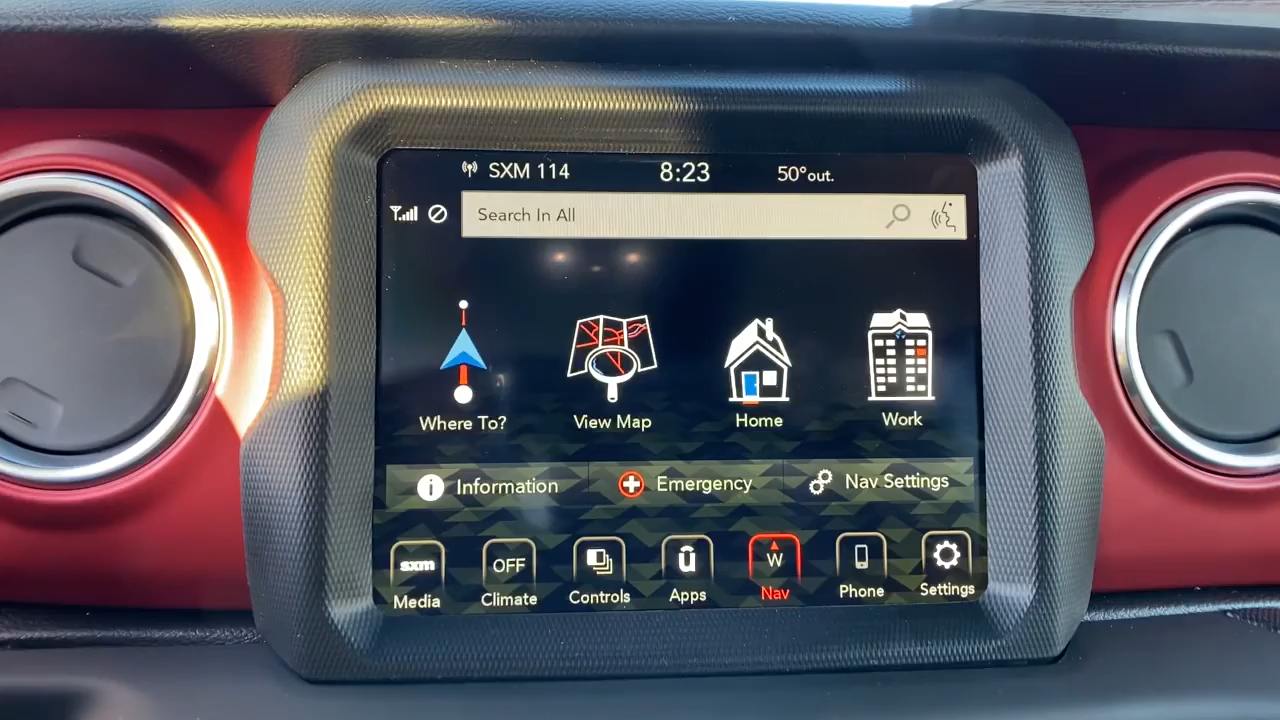 SXM 114 8:23 50° out.
Search In All
Where To? View Map Home Work
i Information Emergency Nav Settings
sxm OFF û W
Media Climate Controls Apps Nav Phone Settings